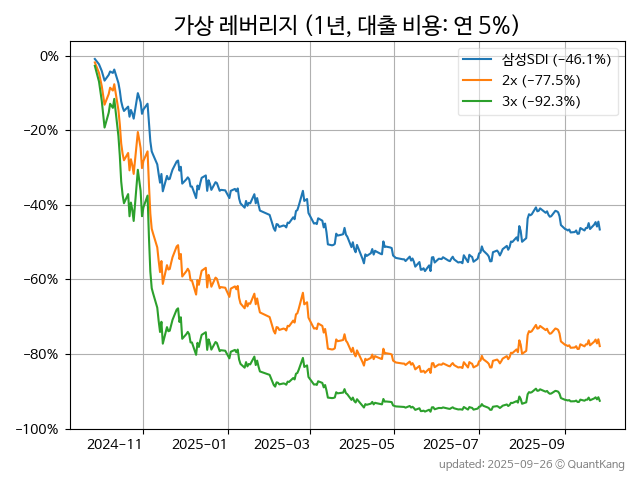 가상 레버리지 (1년, 대출 비용: 연 5%)
삼성SDI (−46.1%)
2x (−77.5%)
3x (−92.3%)
0%
−20%
−40%
−60%
−80%
−100%
2024-11 2025-01 2025-03 2025-05 2025-07 2025-09
updated: 2025-09-26 © QuantKang